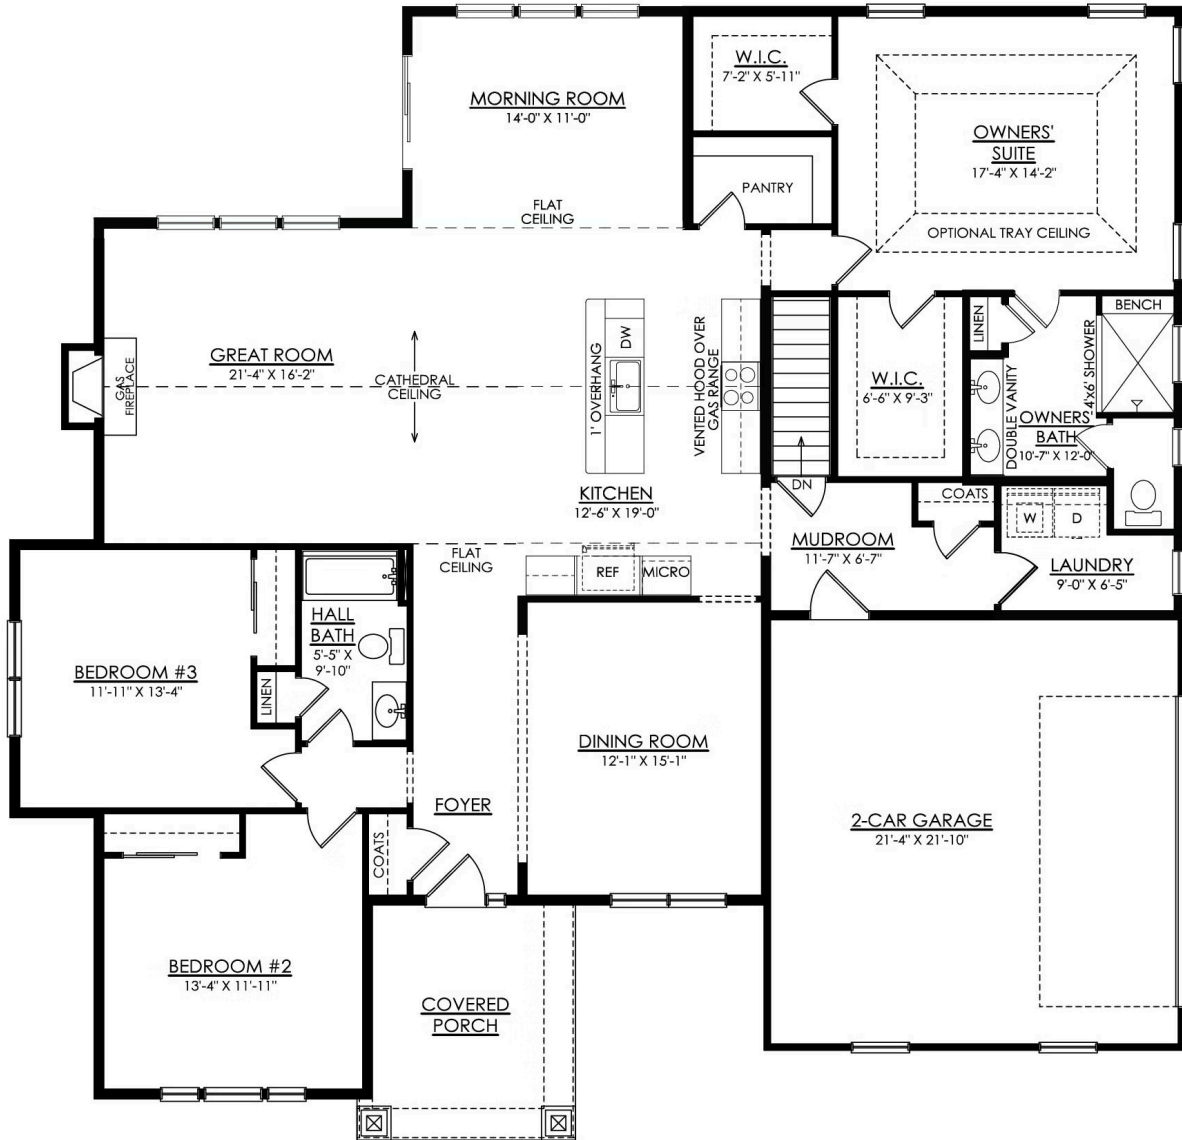 W.I.C.
7'-2" X 5'-11"
MORNING ROOM
14'-0" X 11'-0"
OWNERS'
SUITE
17'-4" X 14'-2"
PANTRY
FLAT
CEILING
OPTIONAL TRAY CEILING
BENCH
LINEN
DW
VENTED HOOD OVER
GAS RANGE
4'x6' SHOWER
GREAT ROOM
21'-4" X 16'-2"
GAS
FIREPLACE
CATHEDRAL
CEILING
1' OVERHANG
W.I.C.
6'-6" X 9'-3"
DOUBLE VANITY
OWNERS'
BATH
10'-7" X 12'-0"
KITCHEN
12'-6" X 19'-0"
DN
COATS
W
D
MUDROOM
11'-7" X 6'-7"
LAUNDRY
9'-0" X 6'-5"
FLAT
CEILING
REF
MICRO
HALL
BATH
5'-5" X
9'-10"
BEDROOM #3
11'-11" X 13'-4"
LINEN
DINING ROOM
12'-1" X 15'-1"
FOYER
2-CAR GARAGE
21'-4" X 21'-10"
COATS
BEDROOM #2
13'-4" X 11'-11"
COVERED
PORCH